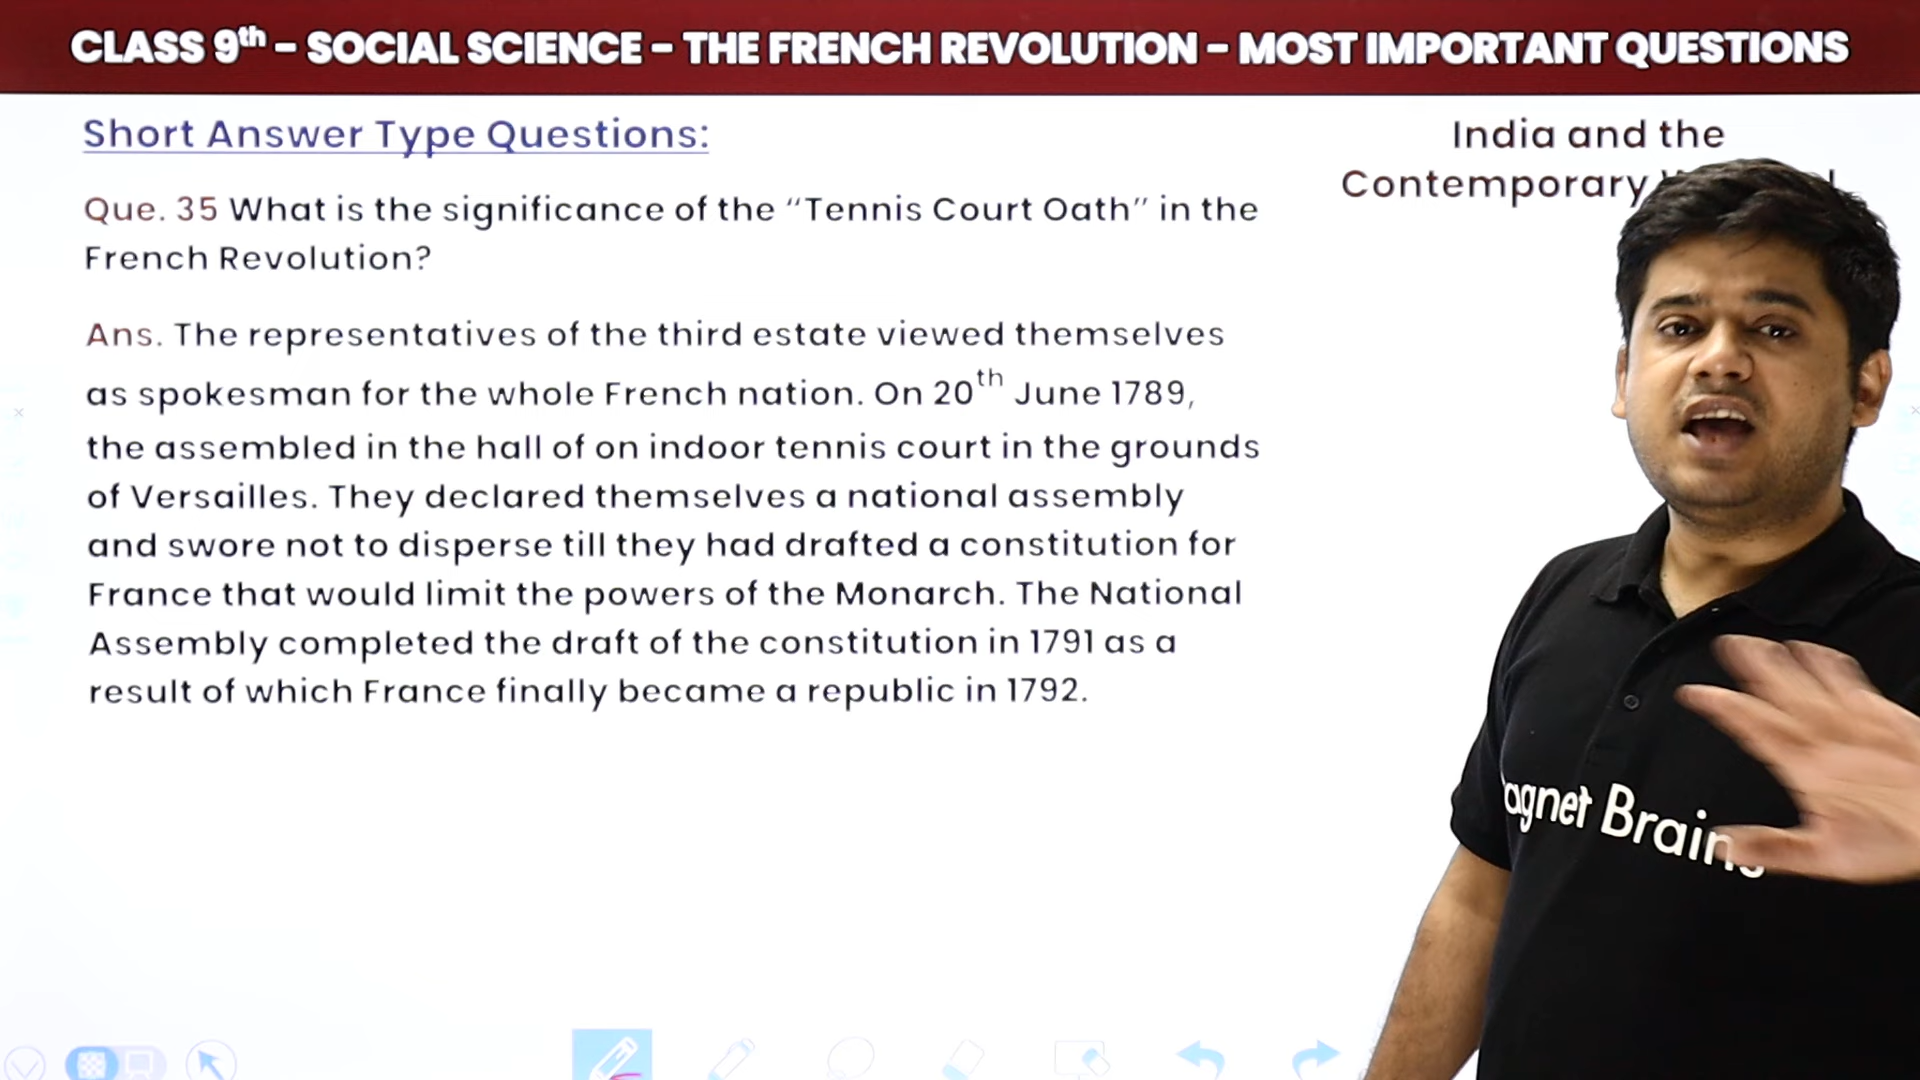 CLASS 9th – SOCIAL SCIENCE – THE FRENCH REVOLUTION – MOST IMPORTANT QUESTIONS
Short Answer Type Questions:
India and the
Contemporary
Que. 35 What is the significance of the “Tennis Court Oath” in the
French Revolution?
Ans. The representatives of the third estate viewed themselves
as spokesman for the whole French nation. On 20th June 1789,
the assembled in the hall of on indoor tennis court in the grounds
of Versailles. They declared themselves a national assembly
and swore not to disperse till they had drafted a constitution for
France that would limit the powers of the Monarch. The National
Assembly completed the draft of the constitution in 1791 as a
result of which France finally became a republic in 1792.
agnet Brains